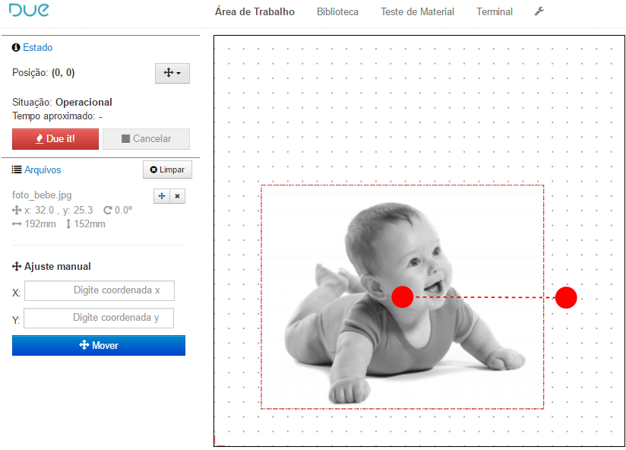 DUE
Área de Trabalho Biblioteca Teste de Material Terminal
Estado
Posição: (0, 0)
Situação: Operacional
Tempo aproximado: -
Due it! Cancelar
Arquivos Limpar
foto_bebe.jpg
x: 32.0 , y: 25.3 0.0º
192mm 152mm
Ajuste manual
X: Digite coordenada x
Y: Digite coordenada y
Mover